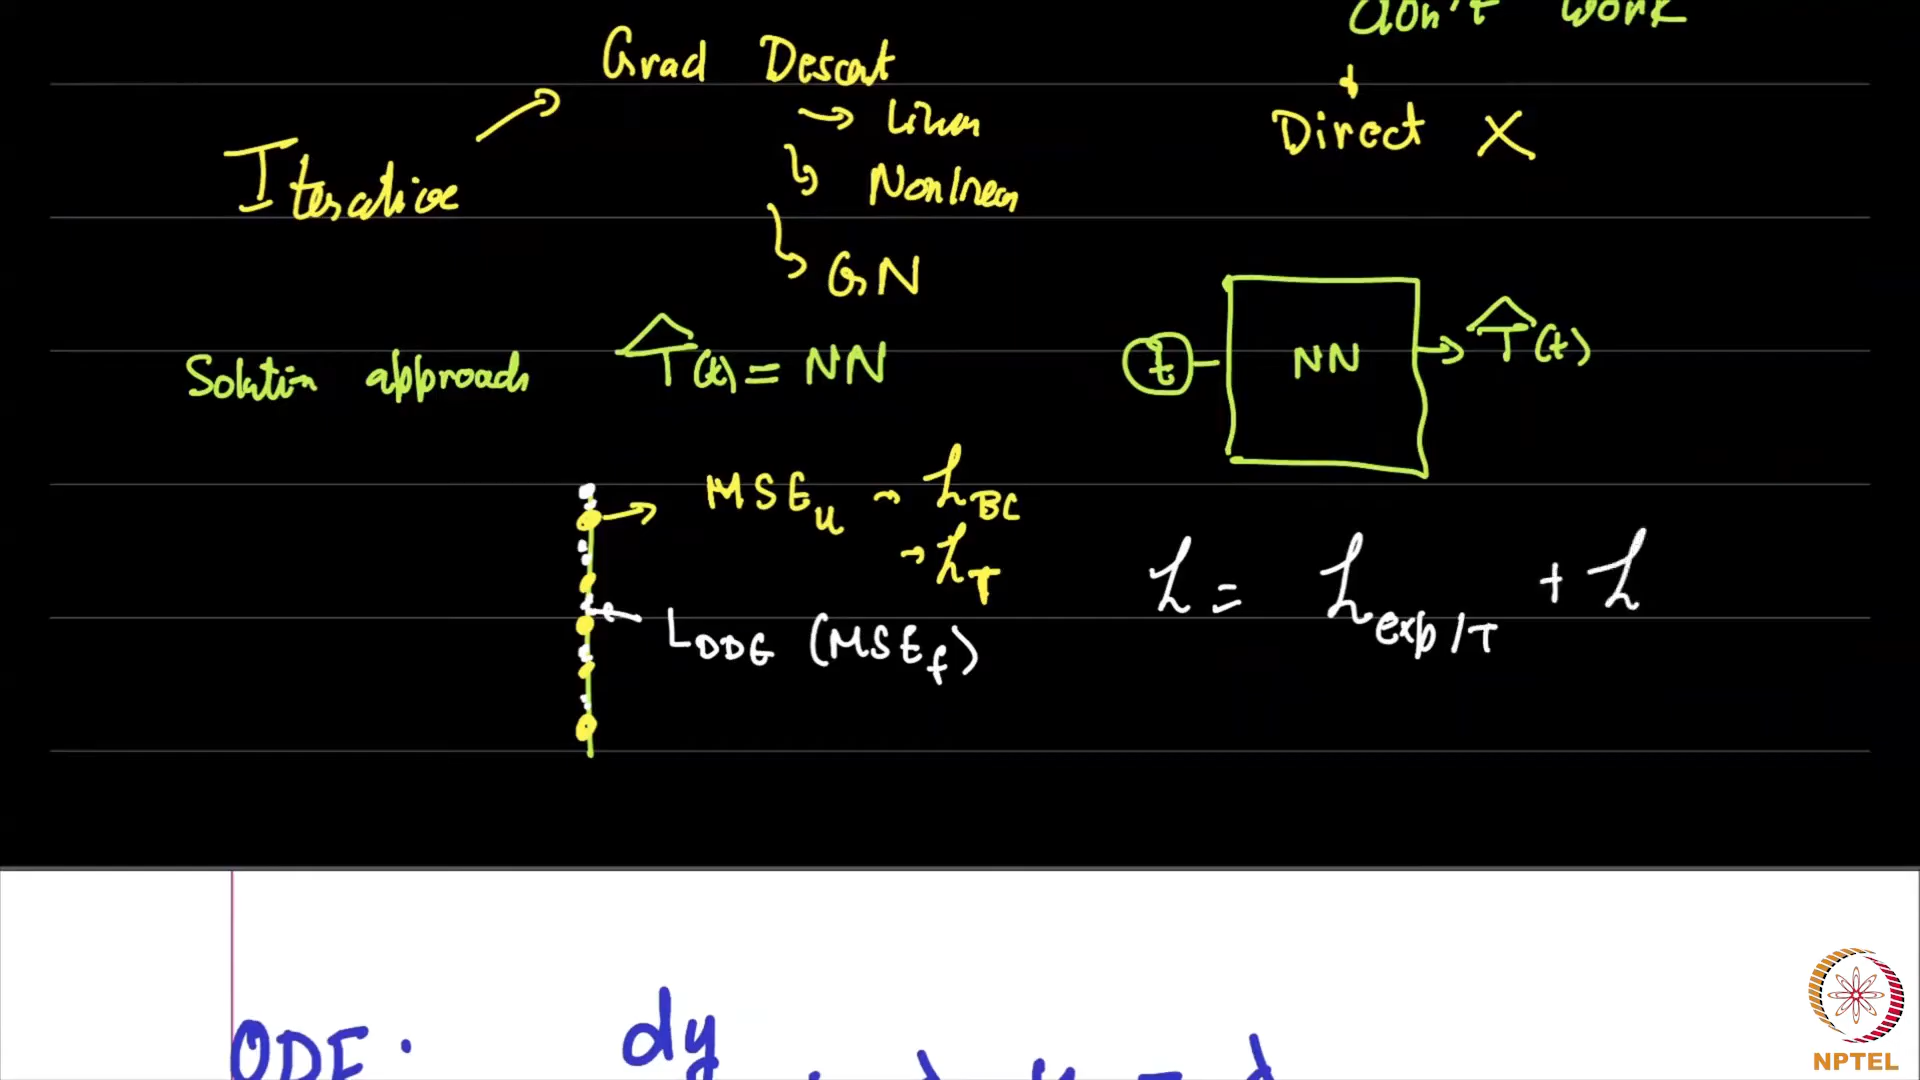 don't work
Grad Descent
→ Linear
Iterative
Direct X
Nonlinear
GN
Solution approach T̂(t) = NN
t NN → T̂(t)
→ MSE_u → L_BC
→ L_T
L = L_exp/T + L
L_ODE (MSE_f)
ODE: dy
NPTEL